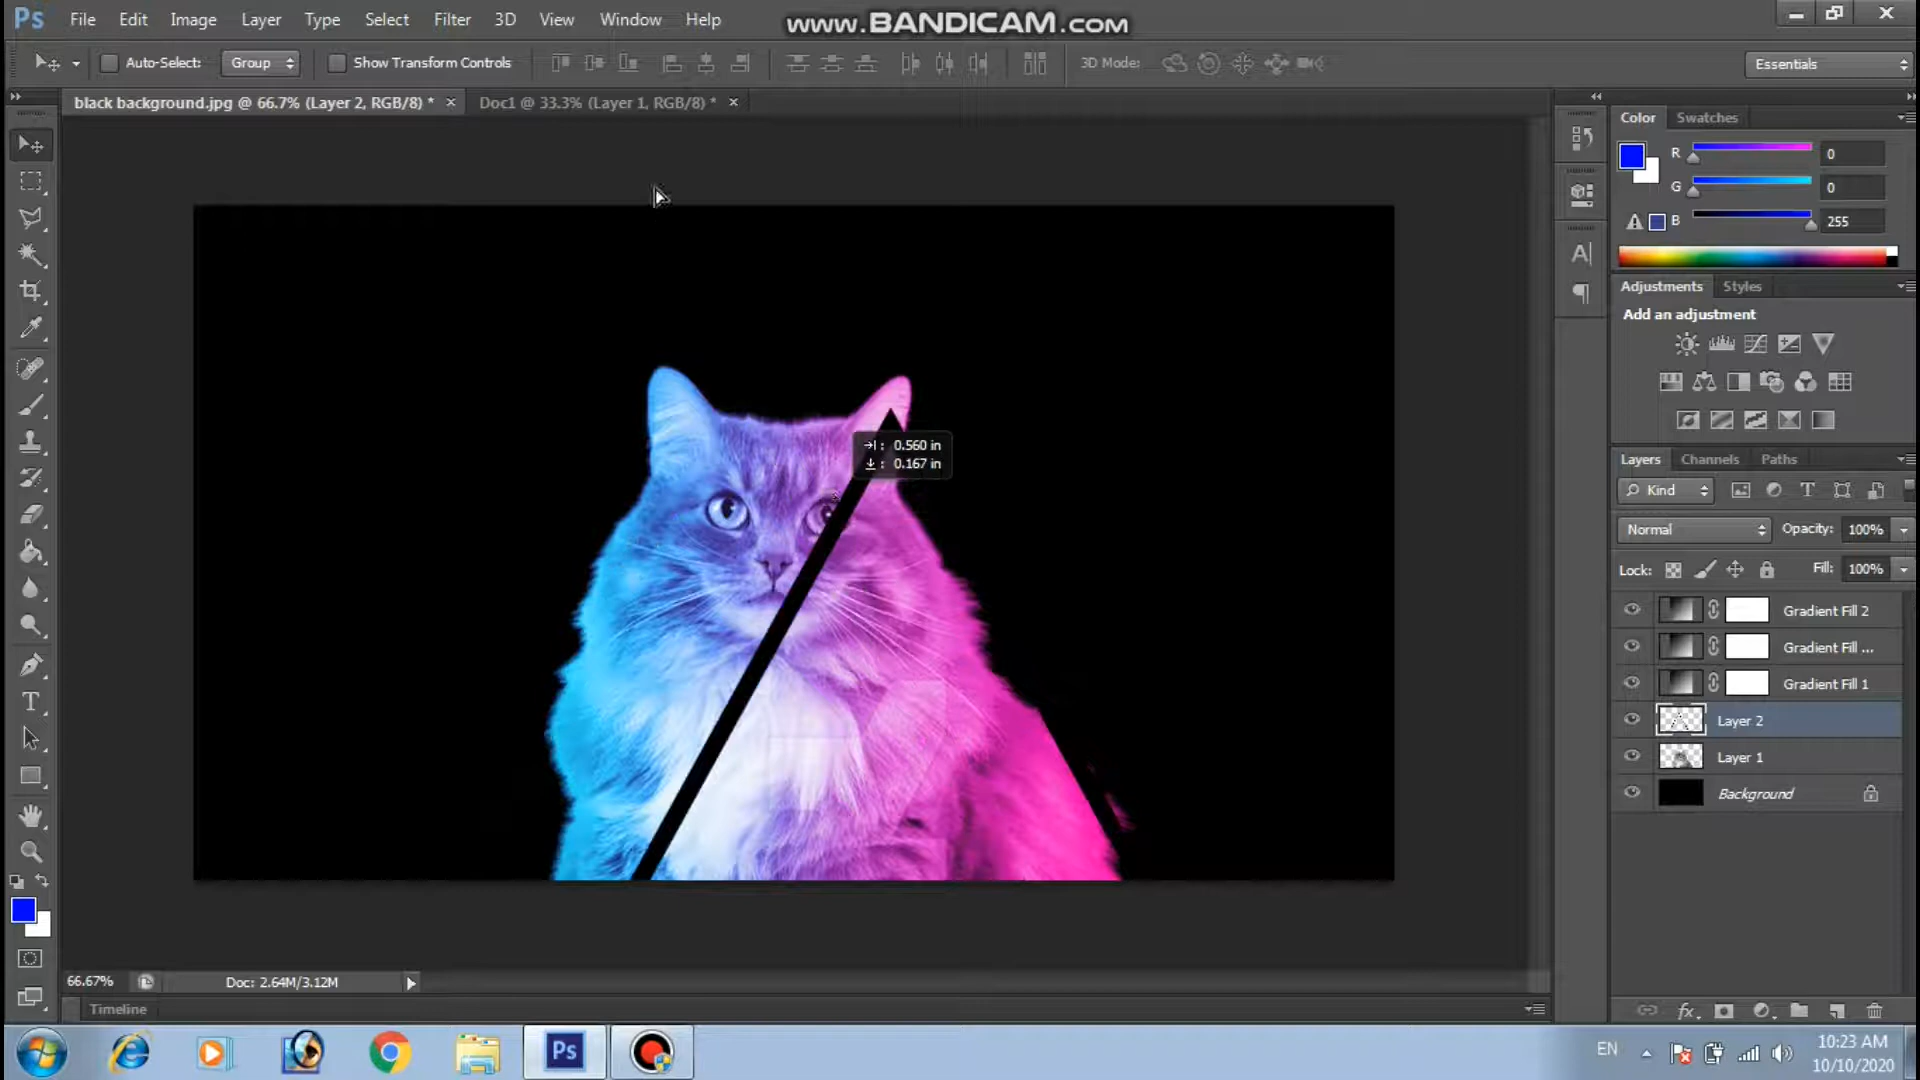 Ps File Edit Image Layer Type Select Filter 3D View Window Help
www.BANDICAM.com
Auto-Select: Group Show Transform Controls 3D Mode: Essentials
black background.jpg @ 66.7% (Layer 2, RGB/8) * × Doc1 @ 33.3% (Layer 1, RGB/8) * ×
Color Swatches
R 0
G 0
B 255
Adjustments Styles
Add an adjustment
0.560 in
0.167 in
Layers Channels Paths
Kind
Normal Opacity: 100%
Lock: Fill: 100%
Gradient Fill 2
Gradient Fill ...
Gradient Fill 1
Layer 2
Layer 1
Background
66.67% Doc: 2.64M/3.12M
Timeline
fx
Ps
EN
10:23 AM
10/10/2020